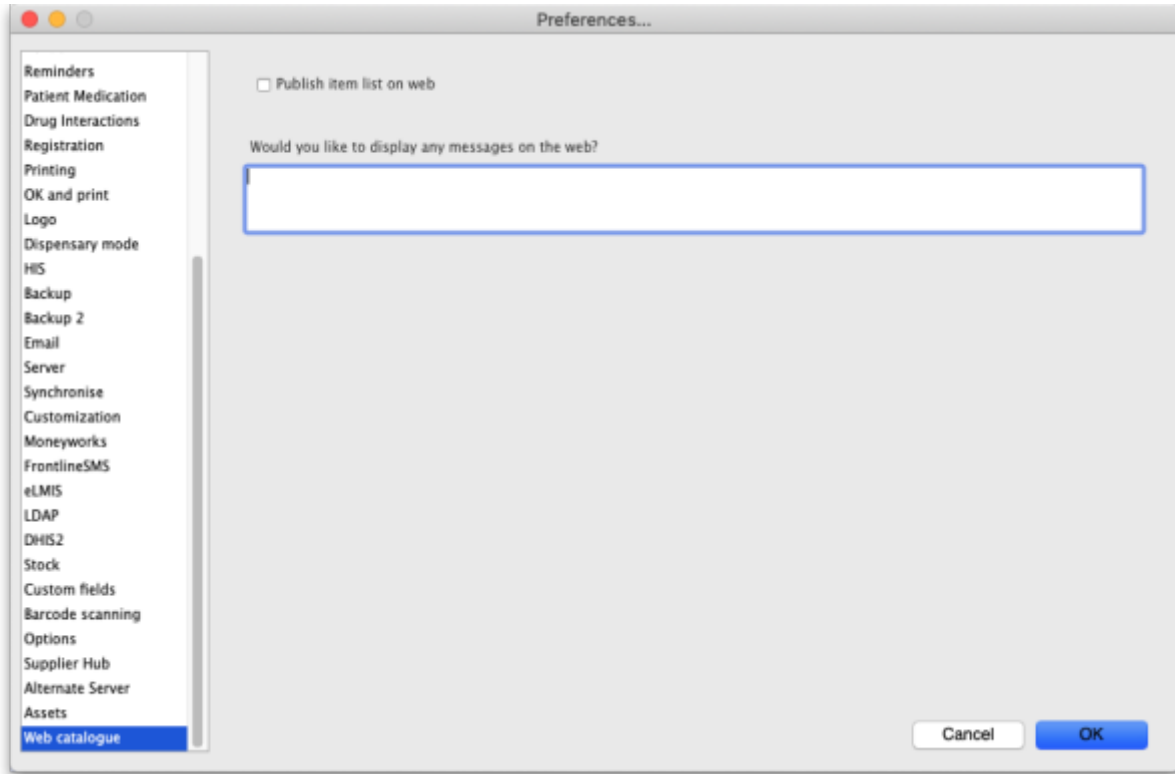 Preferences...
Reminders
Patient Medication
Drug Interactions
Registration
Printing
OK and print
Logo
Dispensary mode
HIS
Backup
Backup 2
Email
Server
Synchronise
Customization
Moneyworks
FrontlineSMS
eLMIS
LDAP
DHIS2
Stock
Custom fields
Barcode scanning
Options
Supplier Hub
Alternate Server
Assets
Web catalogue
Publish item list on web
Would you like to display any messages on the web?
Cancel
OK